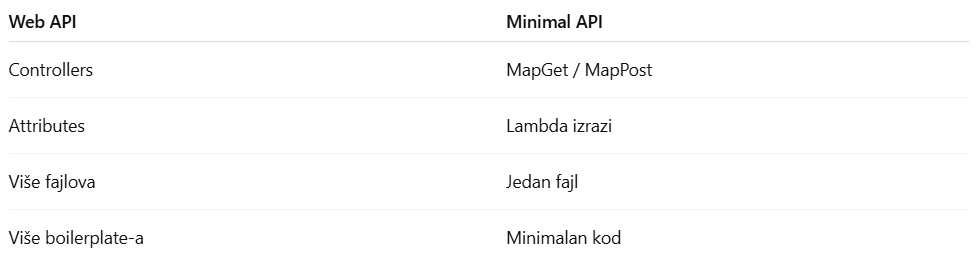 Web API Minimal API
Controllers MapGet / MapPost
Attributes Lambda izrazi
Više fajlova Jedan fajl
Više boilerplate-a Minimalan kod